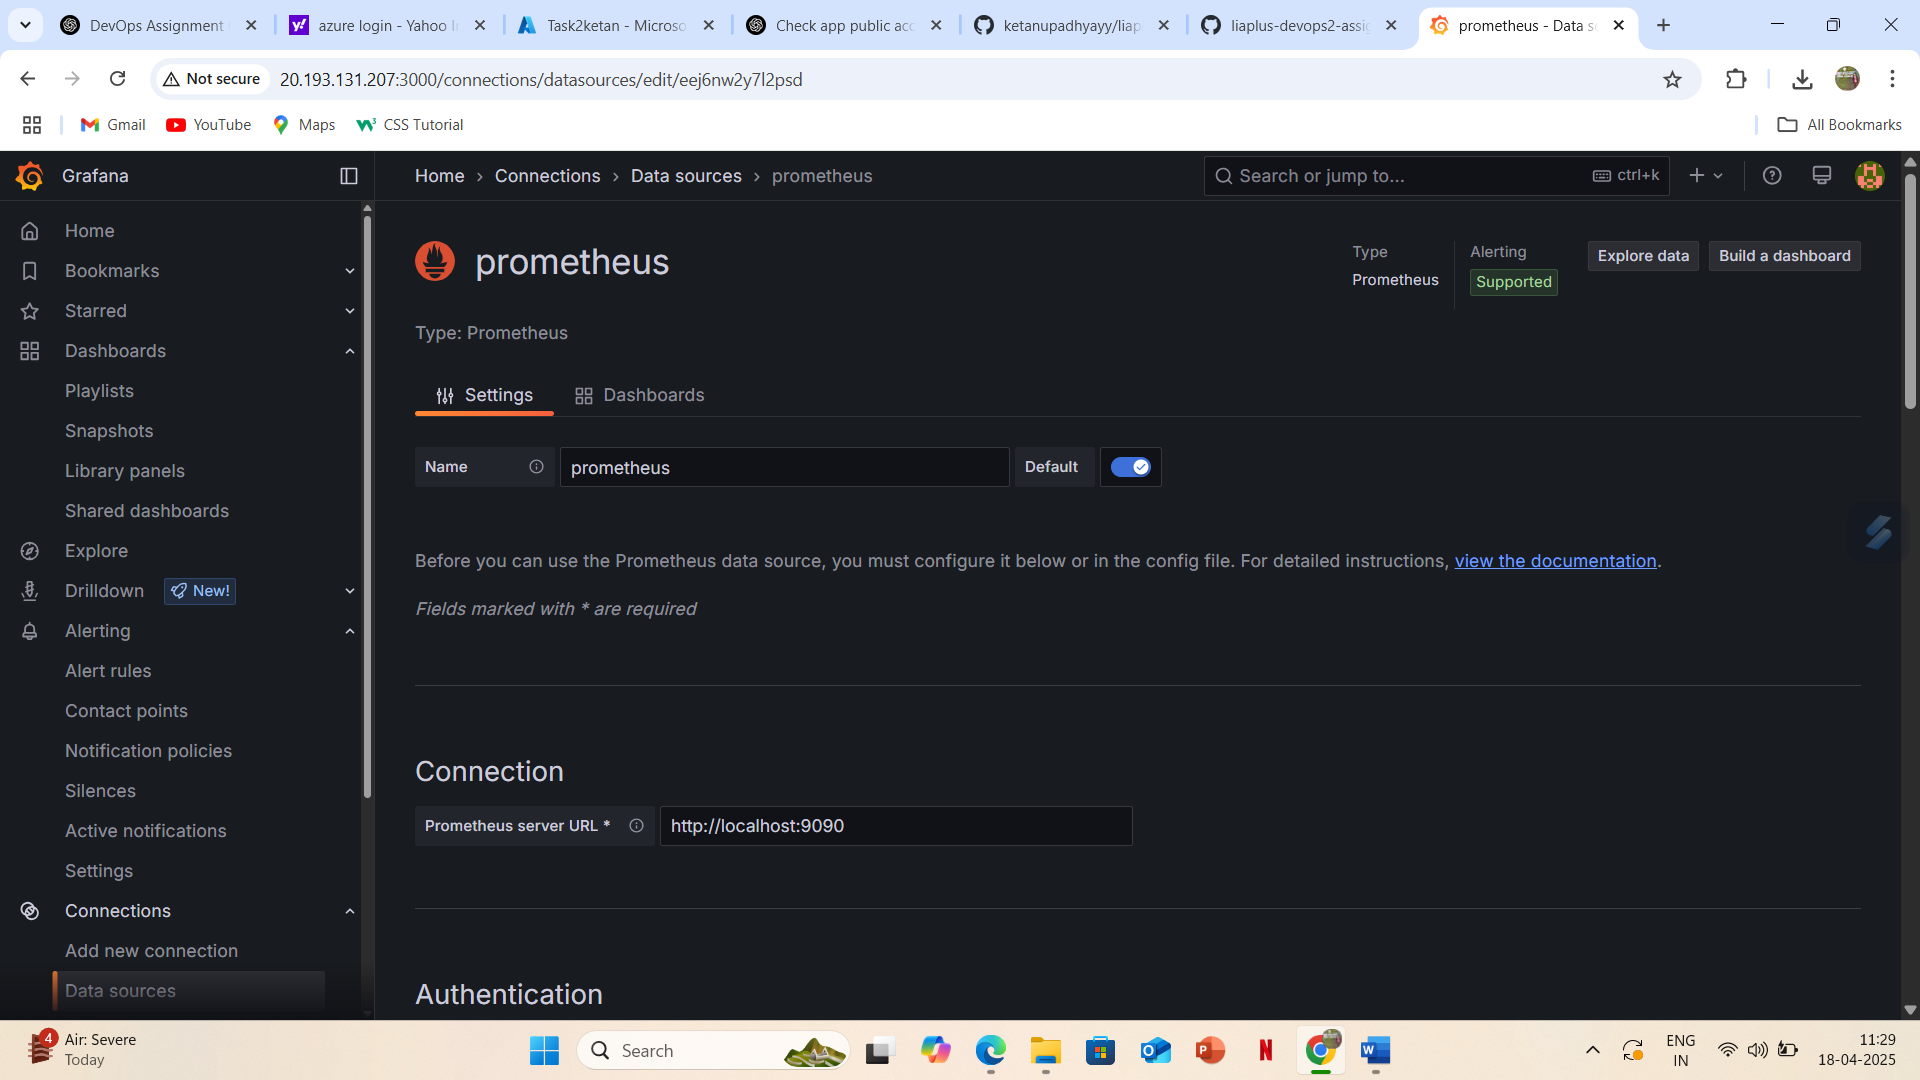 DevOps Assignment
azure login - Yahoo I
Task2ketan - Microso
Check app public acc
ketanupadhyayy/liap
liaplus-devops2-assig
prometheus - Data so
Not secure
20.193.131.207:3000/connections/datasources/edit/eej6nw2y7l2psd
Gmail
YouTube
Maps
CSS Tutorial
All Bookmarks
Grafana
Home › Connections › Data sources › prometheus
Search or jump to...
ctrl+k
Home
Bookmarks
Starred
Dashboards
Playlists
Snapshots
Library panels
Shared dashboards
Explore
Drilldown
New!
Alerting
Alert rules
Contact points
Notification policies
Silences
Active notifications
Settings
Connections
Add new connection
Data sources
prometheus
Type
Prometheus
Alerting
Supported
Explore data
Build a dashboard
Type: Prometheus
Settings
Dashboards
Name
prometheus
Default
Before you can use the Prometheus data source, you must configure it below or in the config file. For detailed instructions, view the documentation.
Fields marked with * are required
Connection
Prometheus server URL *
http://localhost:9090
Authentication
4
Air: Severe
Today
Search
ENG
IN
11:29
18-04-2025